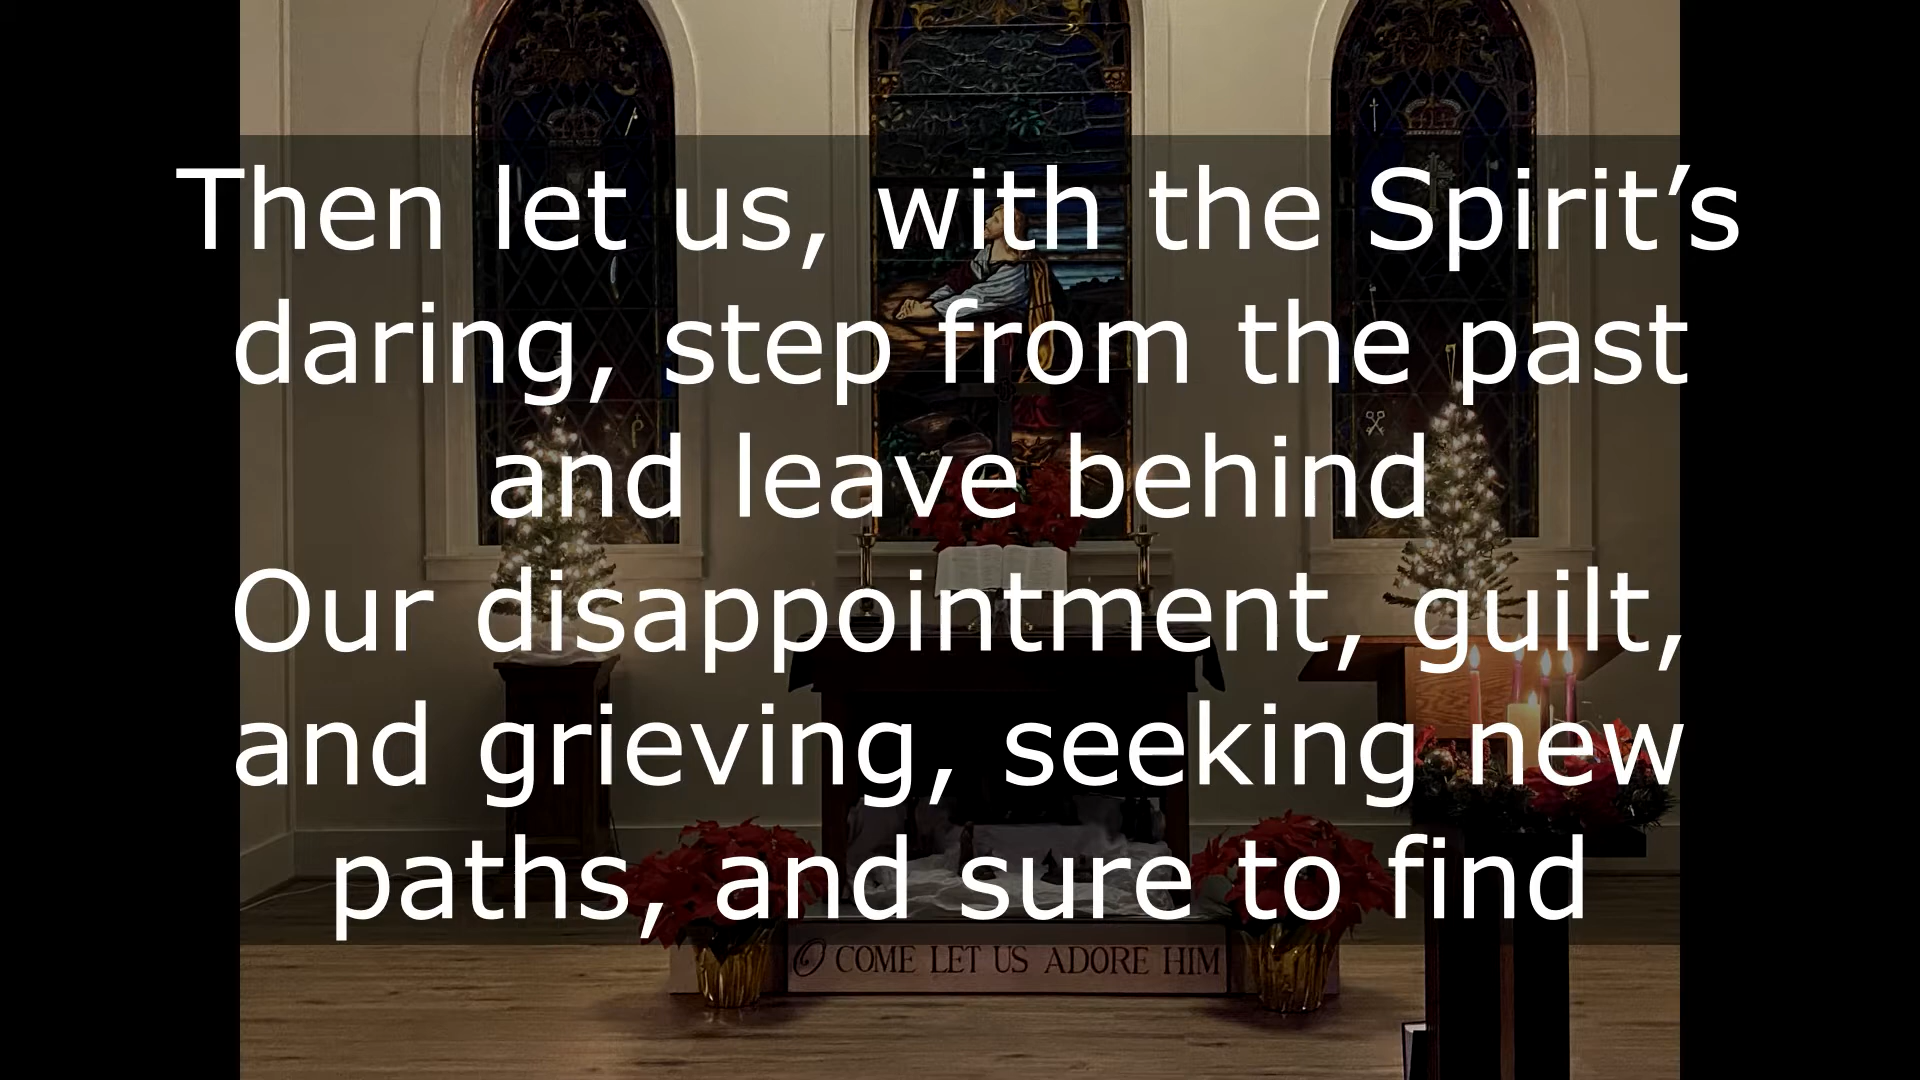 Then let us, with the Spirit’s
daring, step from the past
and leave behind
Our disappointment, guilt,
and grieving, seeking new
paths, and sure to find
O COME LET US ADORE HIM